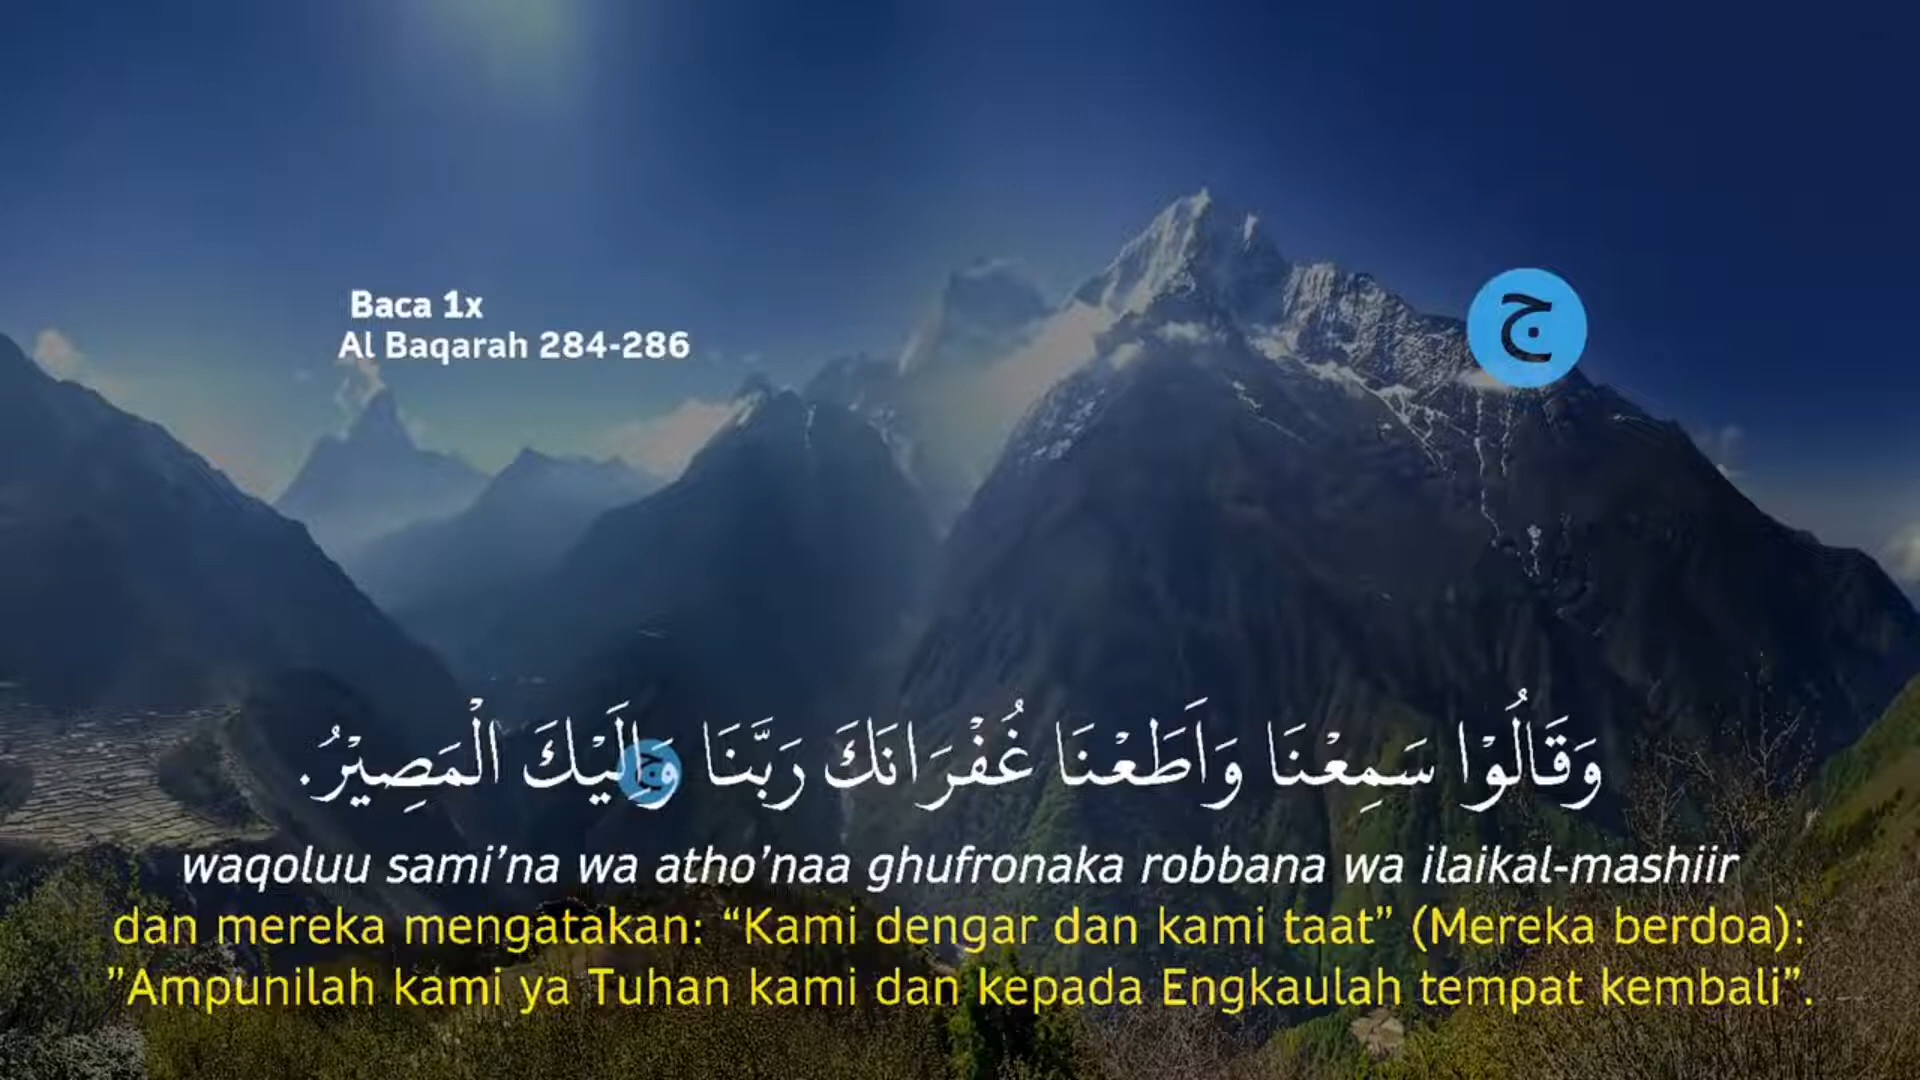 Baca 1x
Al Baqarah 284-286
ج
وَقَالُوْا سَمِعْنَا وَاَطَعْنَا غُفْرَانَكَ رَبَّنَا وَاِلَيْكَ الْمَصِيْرُ.
ج
waqoluu sami’na wa atho’naa ghufronaka robbana wa ilaikal-mashiir
dan mereka mengatakan: “Kami dengar dan kami taat” (Mereka berdoa):
”Ampunilah kami ya Tuhan kami dan kepada Engkaulah tempat kembali”.